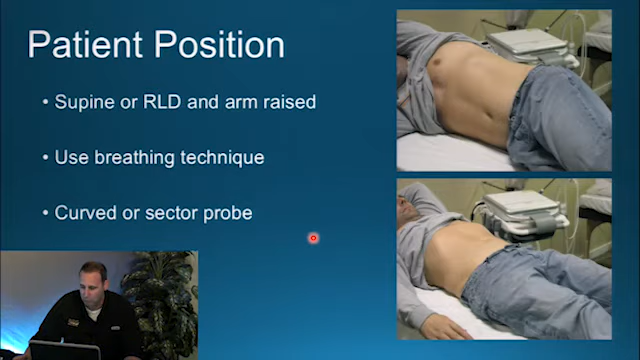 Patient Position
• Supine or RLD and arm raised
• Use breathing technique
• Curved or sector probe